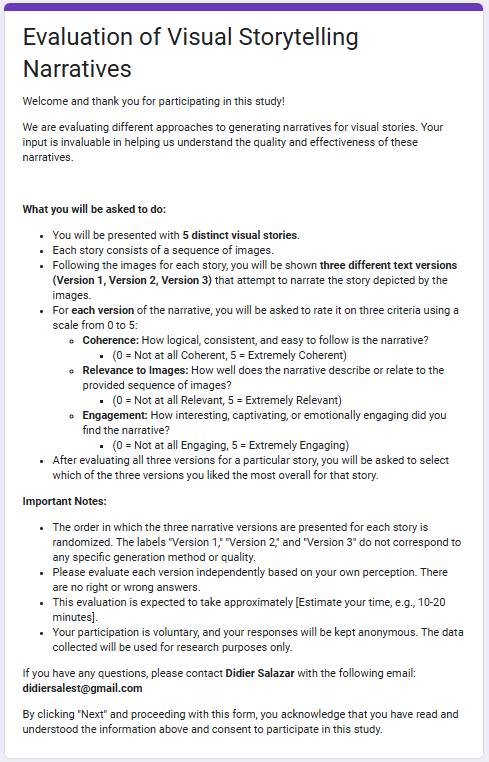 Evaluation of Visual Storytelling
Narratives
Welcome and thank you for participating in this study!
We are evaluating different approaches to generating narratives for visual stories. Your
input is invaluable in helping us understand the quality and effectiveness of these
narratives.
What you will be asked to do:
• You will be presented with 5 distinct visual stories.
• Each story consists of a sequence of images.
• Following the images for each story, you will be shown three different text versions
(Version 1, Version 2, Version 3) that attempt to narrate the story depicted by the
images.
• For each version of the narrative, you will be asked to rate it on three criteria using a
scale from 0 to 5:
◦ Coherence: How logical, consistent, and easy to follow is the narrative?
▪ (0 = Not at all Coherent, 5 = Extremely Coherent)
◦ Relevance to Images: How well does the narrative describe or relate to the
provided sequence of images?
▪ (0 = Not at all Relevant, 5 = Extremely Relevant)
◦ Engagement: How interesting, captivating, or emotionally engaging did you
find the narrative?
▪ (0 = Not at all Engaging, 5 = Extremely Engaging)
• After evaluating all three versions for a particular story, you will be asked to select
which of the three versions you liked the most overall for that story.
Important Notes:
• The order in which the three narrative versions are presented for each story is
randomized. The labels "Version 1," "Version 2," and "Version 3" do not correspond to
any specific generation method or quality.
• Please evaluate each version independently based on your own perception. There
are no right or wrong answers.
• This evaluation is expected to take approximately [Estimate your time, e.g., 10-20
minutes].
• Your participation is voluntary, and your responses will be kept anonymous. The data
collected will be used for research purposes only.
If you have any questions, please contact Didier Salazar with the following email:
didiersalest@gmail.com
By clicking "Next" and proceeding with this form, you acknowledge that you have read and
understood the information above and consent to participate in this study.